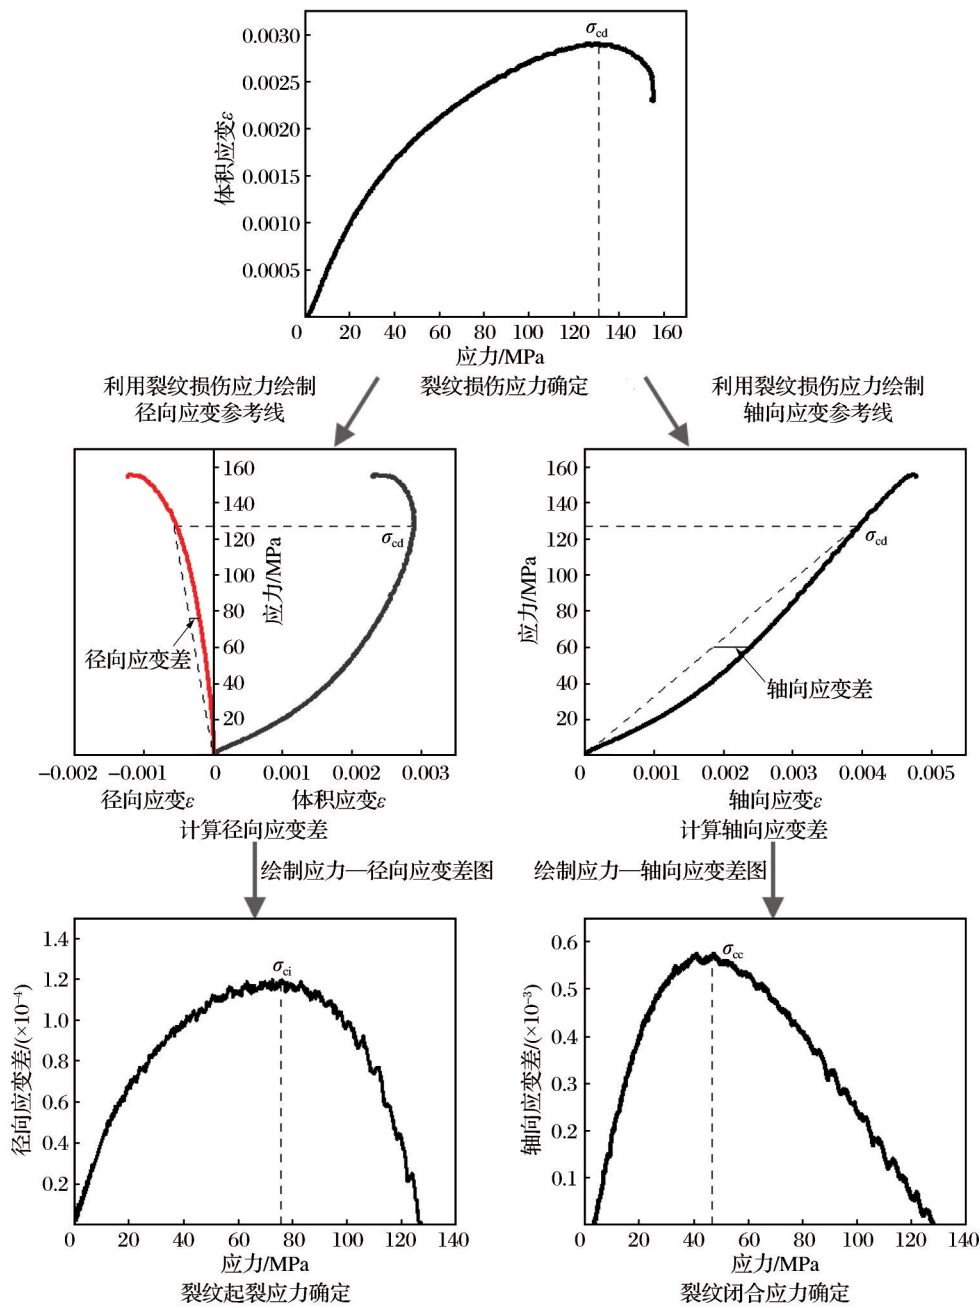 σcd
0.0030
0.0025
0.0020
0.0015
0.0010
0.0005
体积应变ε
0 20 40 60 80 100 120 140 160
应力/MPa
利用裂纹损伤应力绘制
径向应变参考线
裂纹损伤应力确定
利用裂纹损伤应力绘制
轴向应变参考线
160
140
120
100
80
60
40
20
应力/MPa
σcd
径向应变差
-0.002 -0.001 0 0.001 0.002 0.003
径向应变ε
体积应变ε
计算径向应变差
160
140
120
100
80
60
40
20
应力/MPa
σcd
轴向应变差
0 0.001 0.002 0.003 0.004 0.005
轴向应变ε
计算轴向应变差
绘制应力—径向应变差图
绘制应力—轴向应变差图
1.4
1.2
1.0
0.8
0.6
0.4
0.2
径向应变差/(×10⁻⁴)
σci
0 20 40 60 80 100 120 140
应力/MPa
裂纹起裂应力确定
0.6
0.5
0.4
0.3
0.2
0.1
轴向应变差/(×10⁻³)
σcc
0 20 40 60 80 100 120 140
应力/MPa
裂纹闭合应力确定